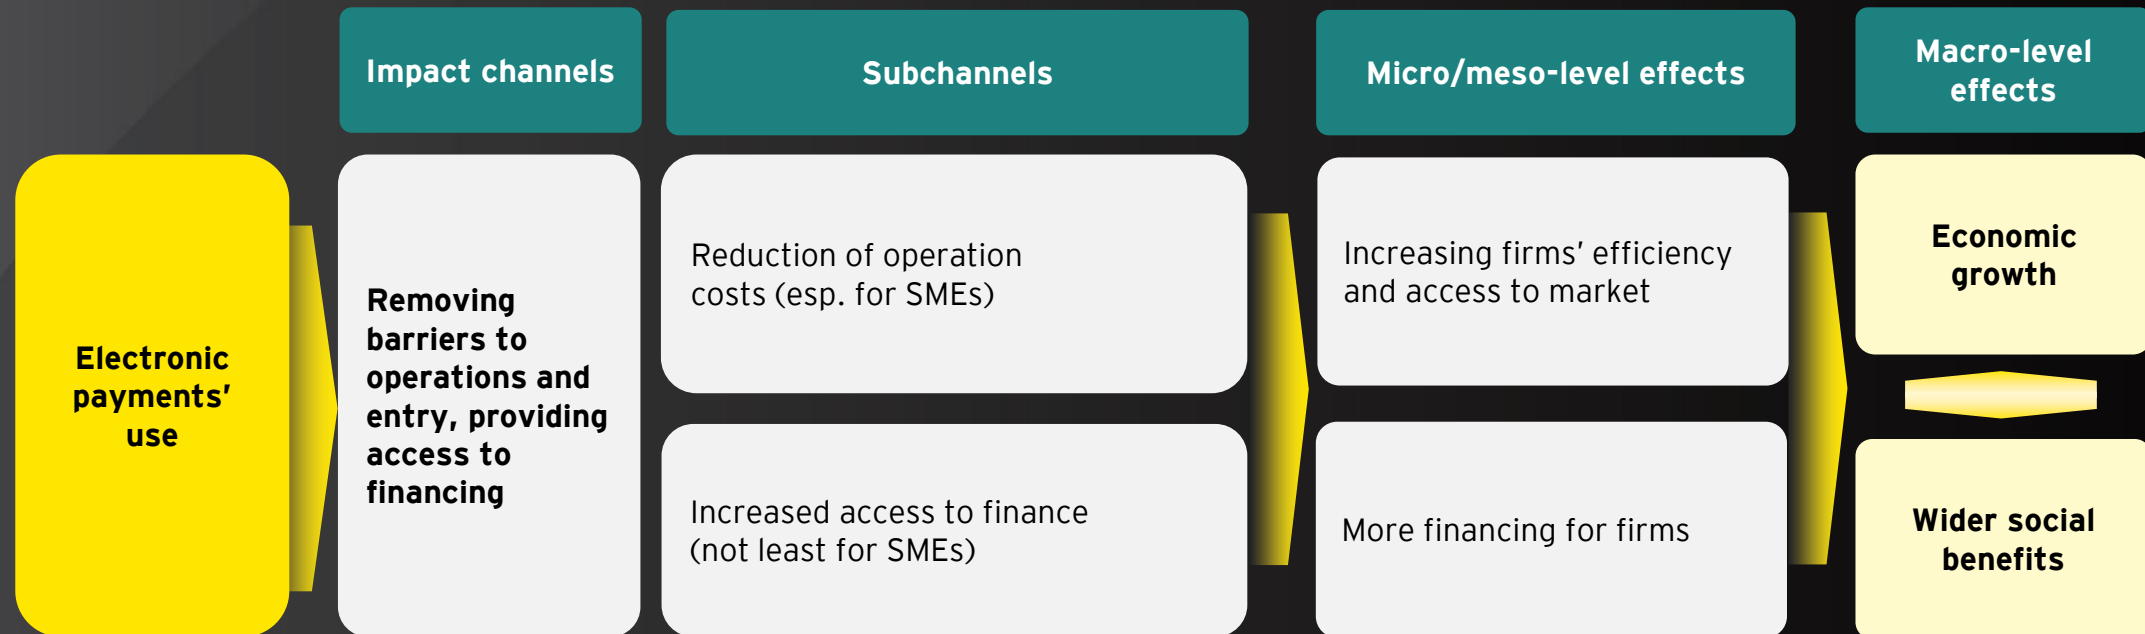 Impact channels
Subchannels
Micro/meso-level effects
Macro-level
effects
Electronic
payments’
use
Removing
barriers to
operations and
entry, providing
access to
financing
Reduction of operation
costs (esp. for SMEs)
Increased access to finance
(not least for SMEs)
Increasing firms’ efficiency
and access to market
More financing for firms
Economic
growth
Wider social
benefits